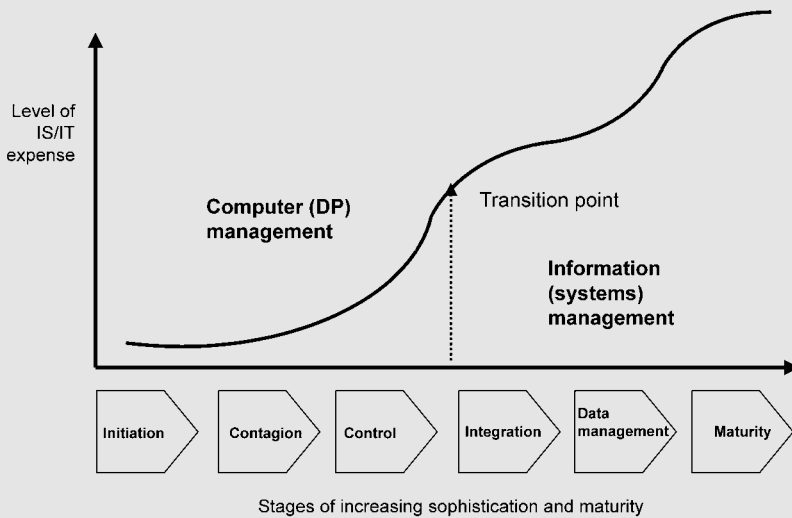 Level of
IS/IT
expense
Computer (DP)
management
Transition point
Information
(systems)
management
Initiation
Contagion
Control
Integration
Data
management
Maturity
Stages of increasing sophistication and maturity